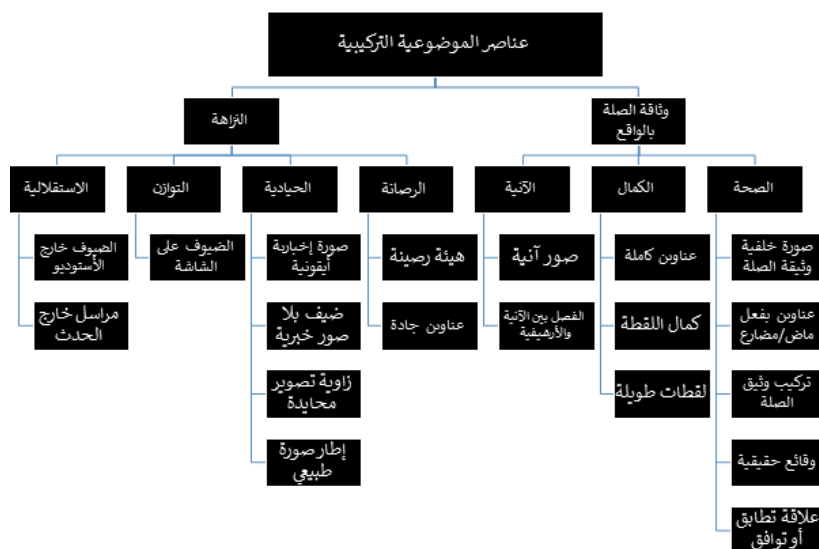 عناصر الموضوعية التركيبية
وثاقة الصلة
بالواقع
النزاهة
الصحة
الكمال
الآنية
الرصانة
الحيادية
التوازن
الاستقلالية
صورة خلفية
وثيقة الصلة
عناوين بفعل
ماض/مضارع
تركيب وثيق
الصلة
وقائع حقيقية
علاقة تطابق
أو توافق
عناوين كاملة
كمال اللقطة
لقطات طويلة
صور آنية
الفصل بين الآنية
والأرشيفية
هيئة رصينة
عناوين جادة
صورة إخبارية
أيقونية
ضيف بلا
صور خبرية
زاوية تصوير
محايدة
إطار صورة
طبيعي
الضيوف على
الشاشة
الضيوف خارج
الأستوديو
مراسل خارج
الحدث